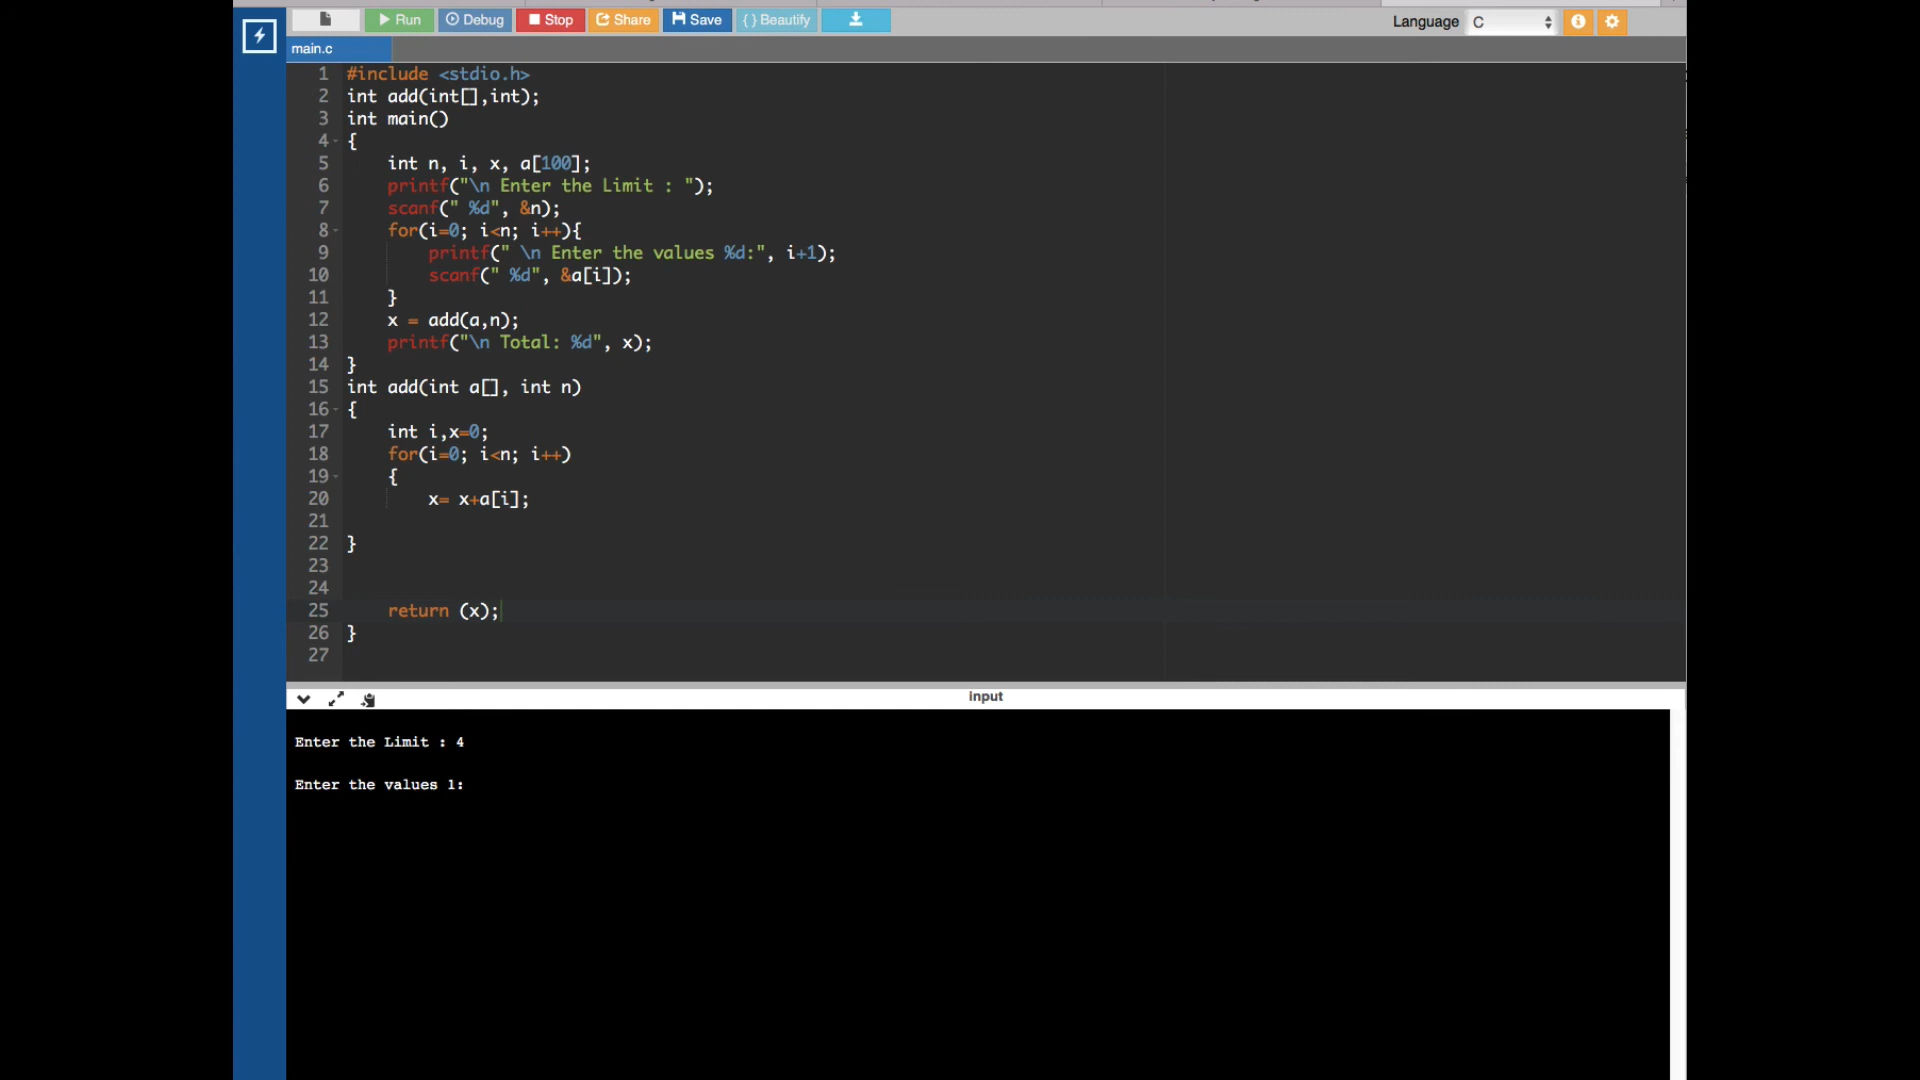 Run Debug Stop Share Save { } Beautify Language C
main.c
1 #include <stdio.h>
2 int add(int[],int);
3 int main()
4 {
5 int n, i, x, a[100];
6 printf("\n Enter the Limit : ");
7 scanf(" %d", &n);
8 for(i=0; i<n; i++){
9 printf(" \n Enter the values %d:", i+1);
10 scanf(" %d", &a[i]);
11 }
12 x = add(a,n);
13 printf("\n Total: %d", x);
14 }
15 int add(int a[], int n)
16 {
17 int i,x=0;
18 for(i=0; i<n; i++)
19 {
20 x= x+a[i];
21
22 }
23
24
25 return (x);
26 }
27
input
Enter the Limit : 4
Enter the values 1: